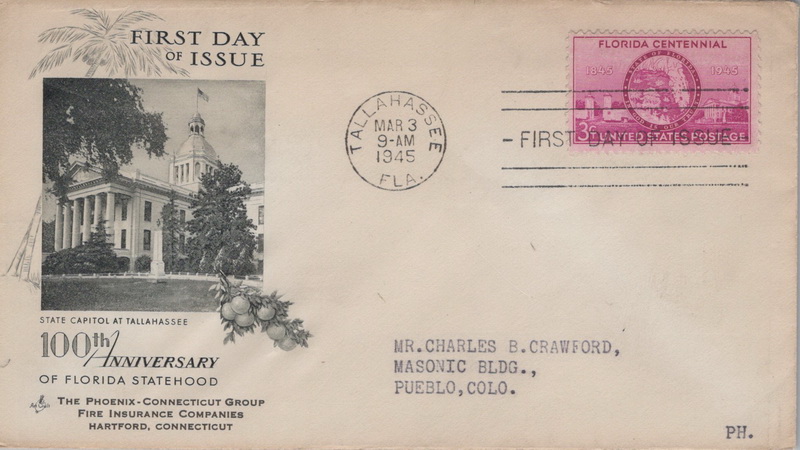 FIRST DAY
OF ISSUE
STATE CAPITOL AT TALLAHASSEE
100th ANNIVERSARY
OF FLORIDA STATEHOOD
THE PHOENIX-CONNECTICUT GROUP
FIRE INSURANCE COMPANIES
HARTFORD, CONNECTICUT
TALLAHASSEE
MAR 3
9-AM
1945
FLA.
FLORIDA CENTENNIAL
1845 1945
3¢ UNITED STATES POSTAGE
- FIRST DAY OF ISSUE
MR.CHARLES B.CRAWFORD,
MASONIC BLDG.,
PUEBLO,COLO.
PH.